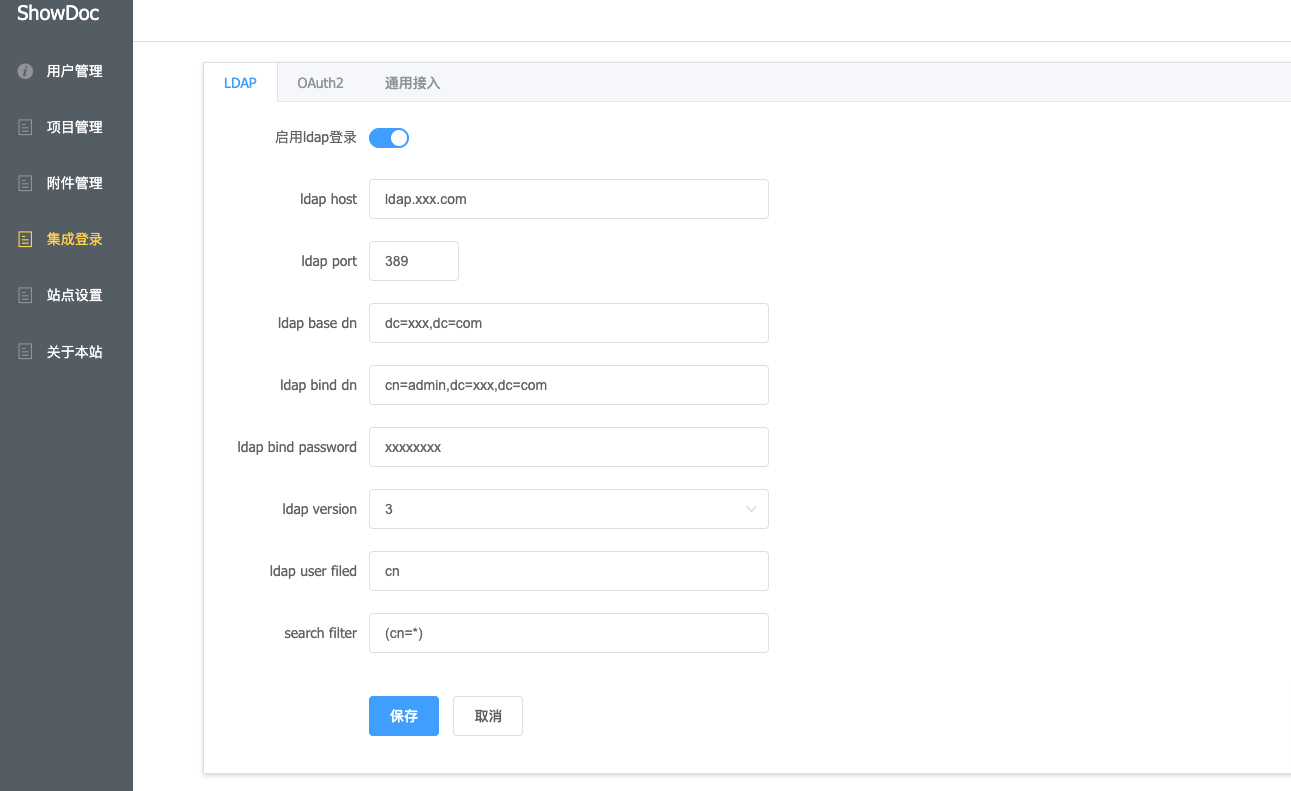 ShowDoc
用户管理
项目管理
附件管理
集成登录
站点设置
关于本站
LDAP OAuth2 通用接入
启用ldap登录
ldap host ldap.xxx.com
ldap port 389
ldap base dn dc=xxx,dc=com
ldap bind dn cn=admin,dc=xxx,dc=com
ldap bind password xxxxxxxx
ldap version 3
ldap user filed cn
search filter (cn=*)
保存 取消